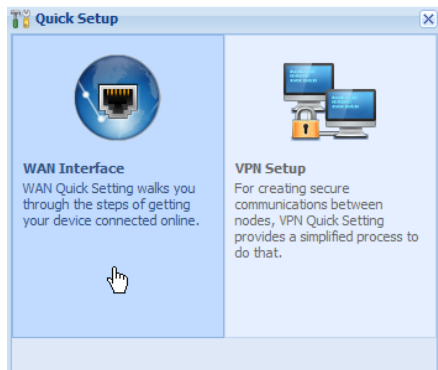 Quick Setup
WAN Interface
WAN Quick Setting walks you
through the steps of getting
your device connected online.
VPN Setup
For creating secure
communications between
nodes, VPN Quick Setting
provides a simplified process to
do that.